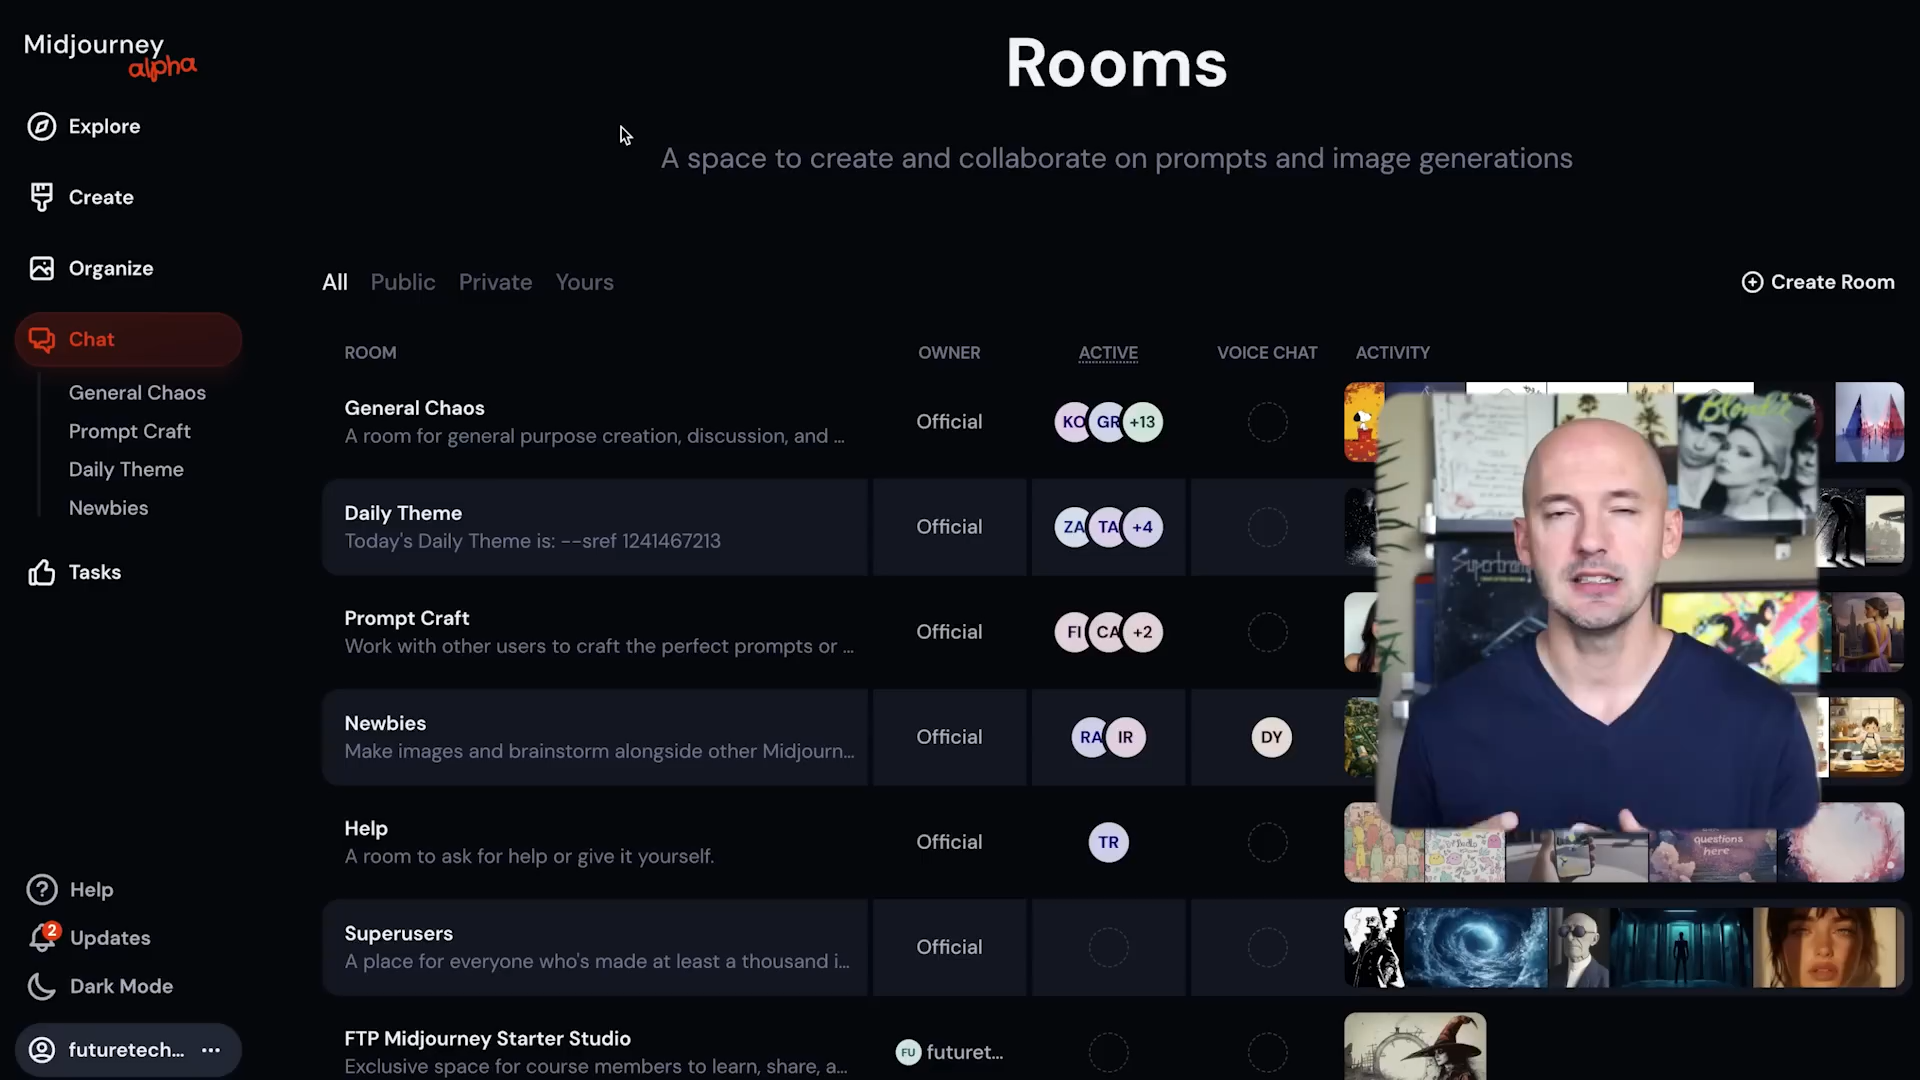 Midjourney
alpha
Explore
Create
Organize
Chat
General Chaos
Prompt Craft
Daily Theme
Newbies
Tasks
Help
2
Updates
Dark Mode
futuretech... ...
Rooms
A space to create and collaborate on prompts and image generations
All Public Private Yours
Create Room
ROOM OWNER ACTIVE VOICE CHAT ACTIVITY
General Chaos
A room for general purpose creation, discussion, and ...
Official
KO GR +13
Daily Theme
Today's Daily Theme is: --sref 1241467213
Official
ZA TA +4
Prompt Craft
Work with other users to craft the perfect prompts or ...
Official
FI CA +2
Newbies
Make images and brainstorm alongside other Midjourn...
Official
RA IR
DY
Help
A room to ask for help or give it yourself.
Official
TR
Superusers
A place for everyone who's made at least a thousand i...
Official
FTP Midjourney Starter Studio
Exclusive space for course members to learn, share, a...
FU futuret...
Blondie
questions
here